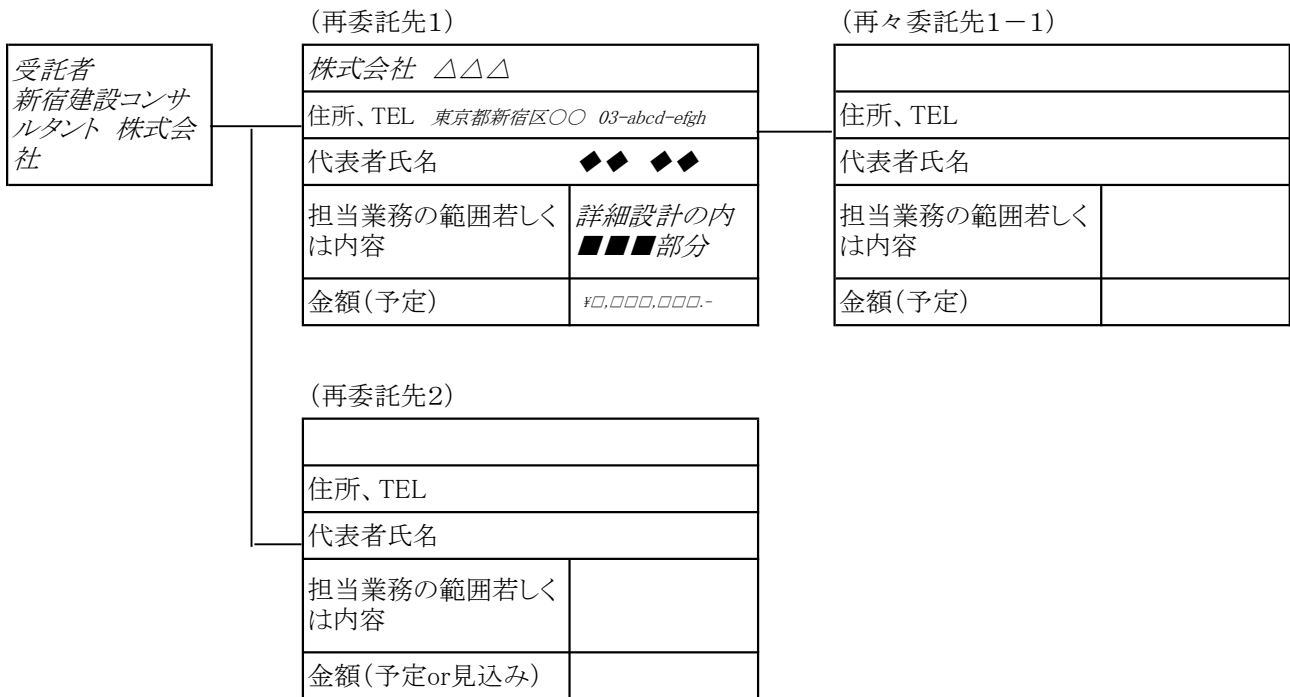 受託者
新宿建設コンサ
ルタント 株式会
社
(再委託先1)
株式会社 △△△
住所、TEL 東京都新宿区○○ 03-abcd-efgh
代表者氏名 ◆◆ ◆◆
担当業務の範囲若しく
は内容
詳細設計の内
■■■部分
金額(予定) ¥□,□□□,□□□.-
(再々委託先1-1)
住所、TEL
代表者氏名
担当業務の範囲若しく
は内容
金額(予定)
(再委託先2)
住所、TEL
代表者氏名
担当業務の範囲若しく
は内容
金額(予定or見込み)